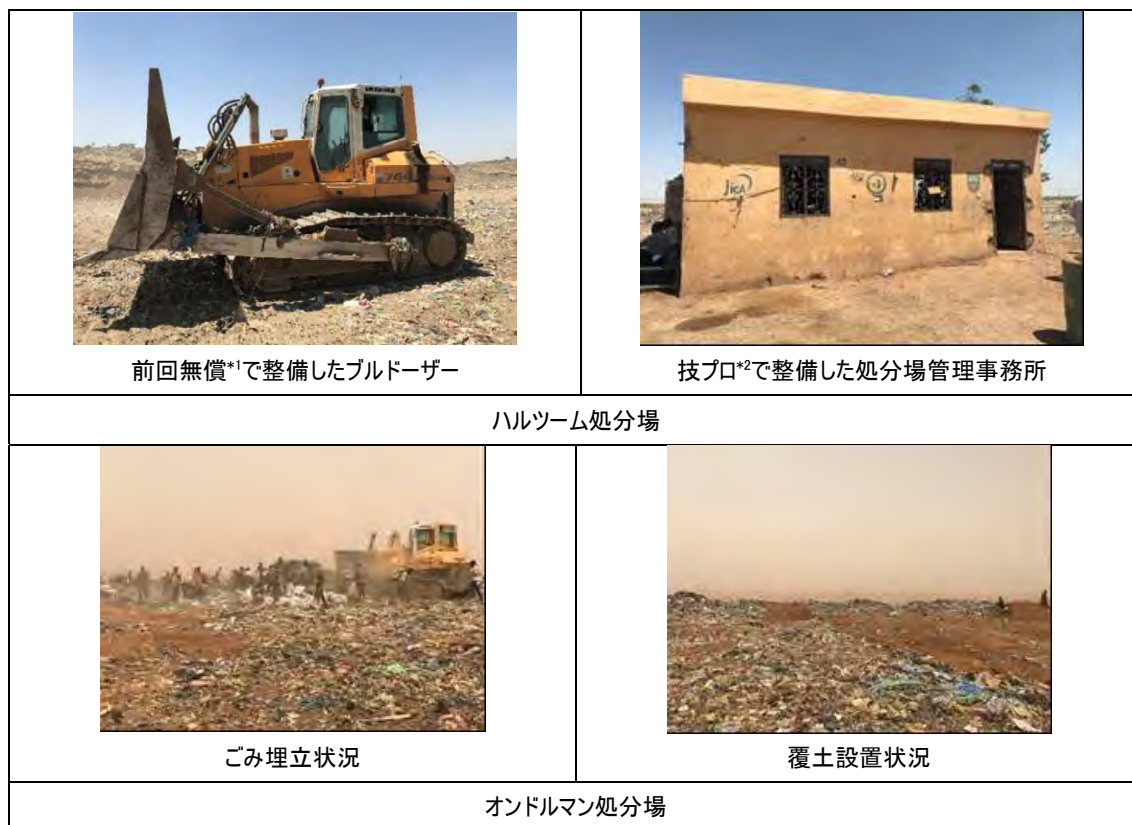 764
JICA
前回無償*1で整備したブルドーザー
技プロ*2で整備した処分場管理事務所
ハルツーム処分場
ごみ埋立状況
覆土設置状況
オンドルマン処分場